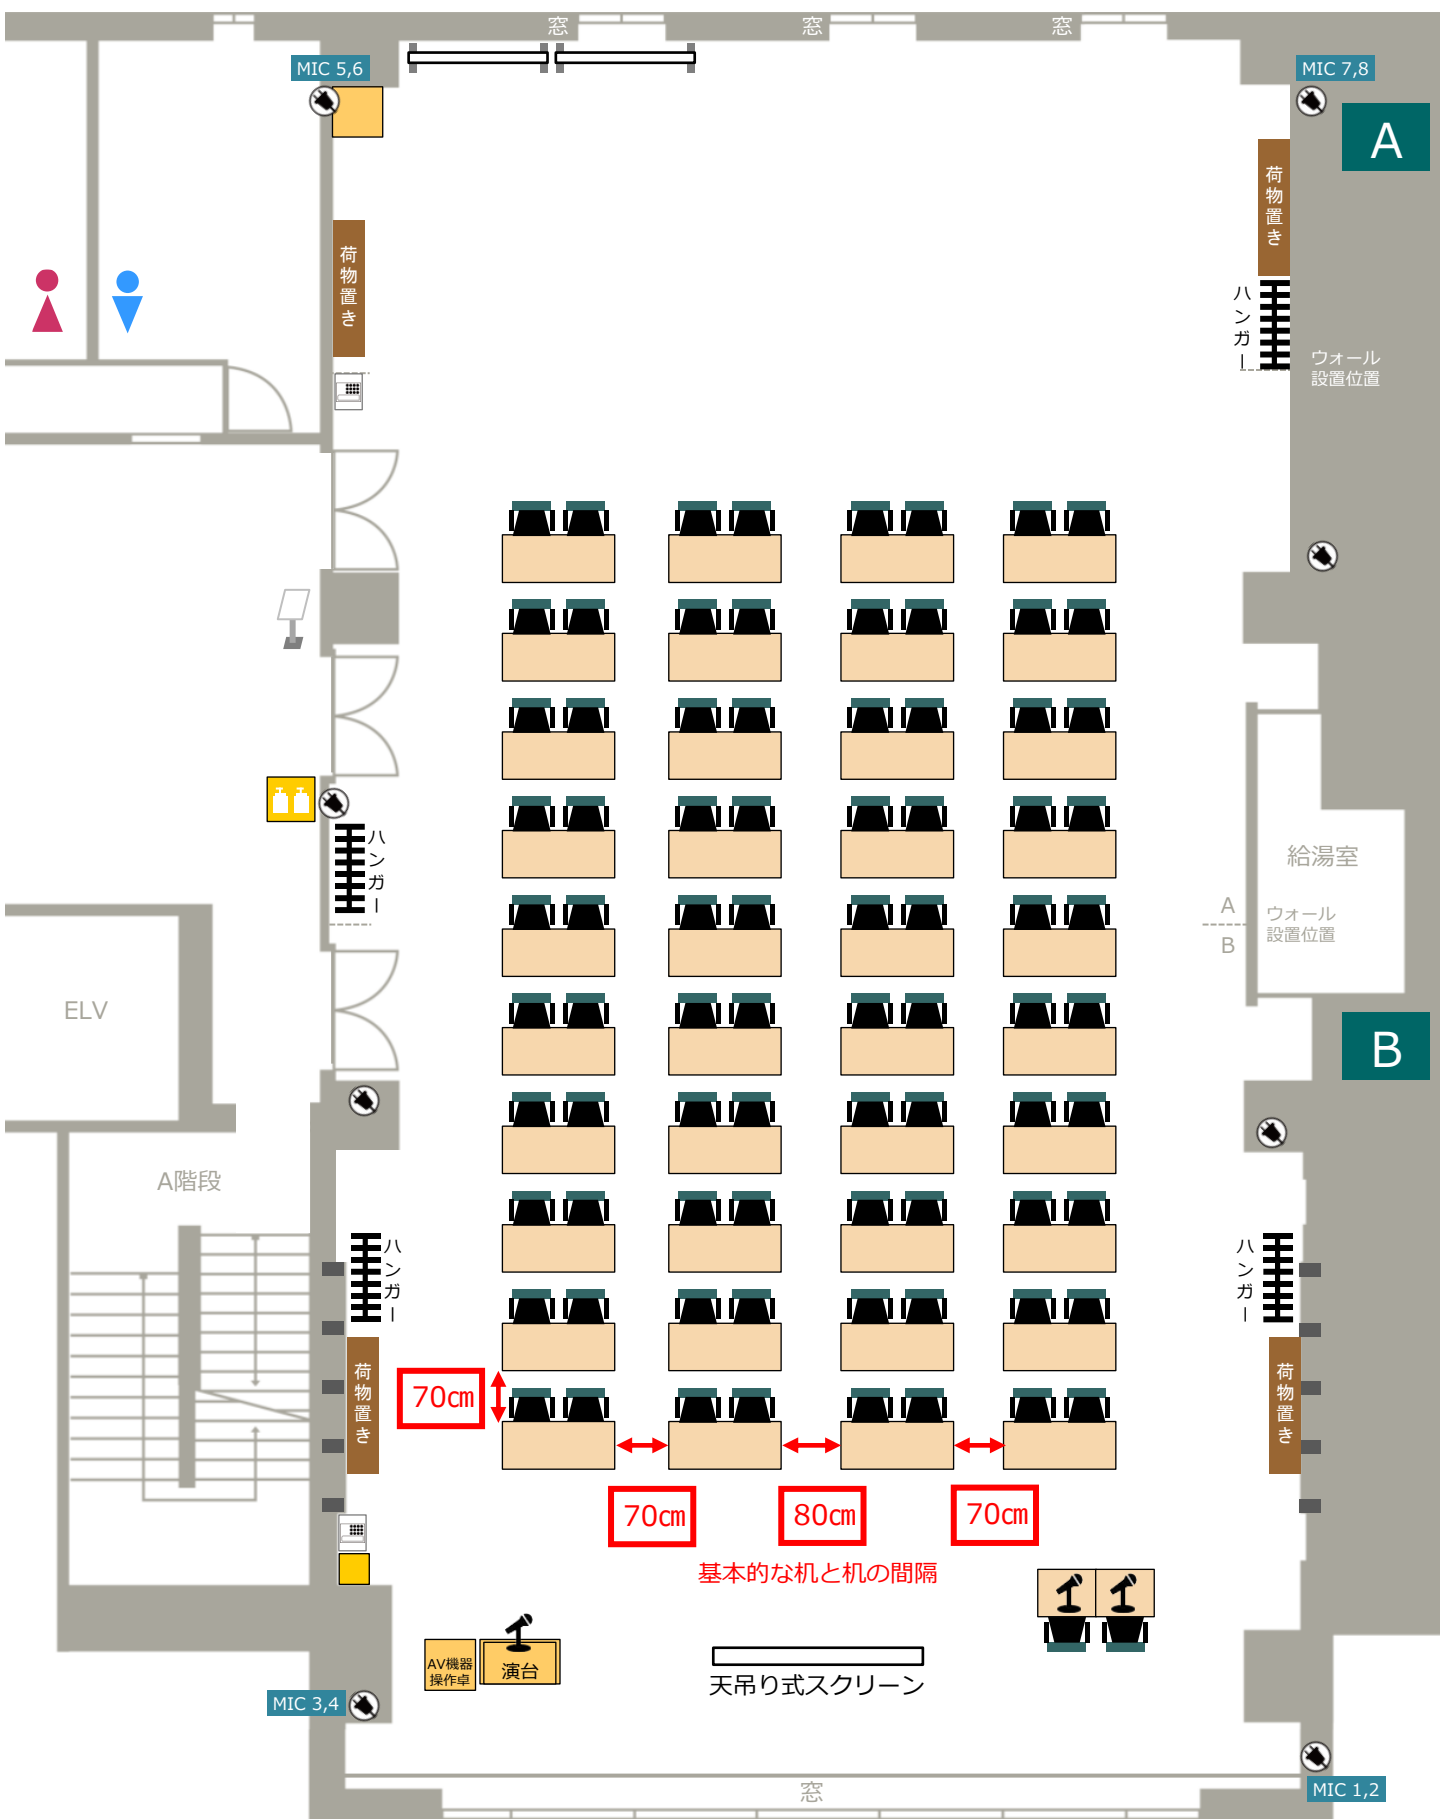 窓
窓
窓
MIC 5,6
MIC 7,8
A
荷物置き
荷物置き
ハンガー
ウォール
設置位置
ハンガー
給湯室
A
ウォール
設置位置
B
ELV
B
A階段
ハンガー
ハンガー
荷物置き
荷物置き
70㎝
70㎝
80㎝
70㎝
基本的な机と机の間隔
AV機器
操作卓
演台
天吊り式スクリーン
MIC 3,4
窓
MIC 1,2